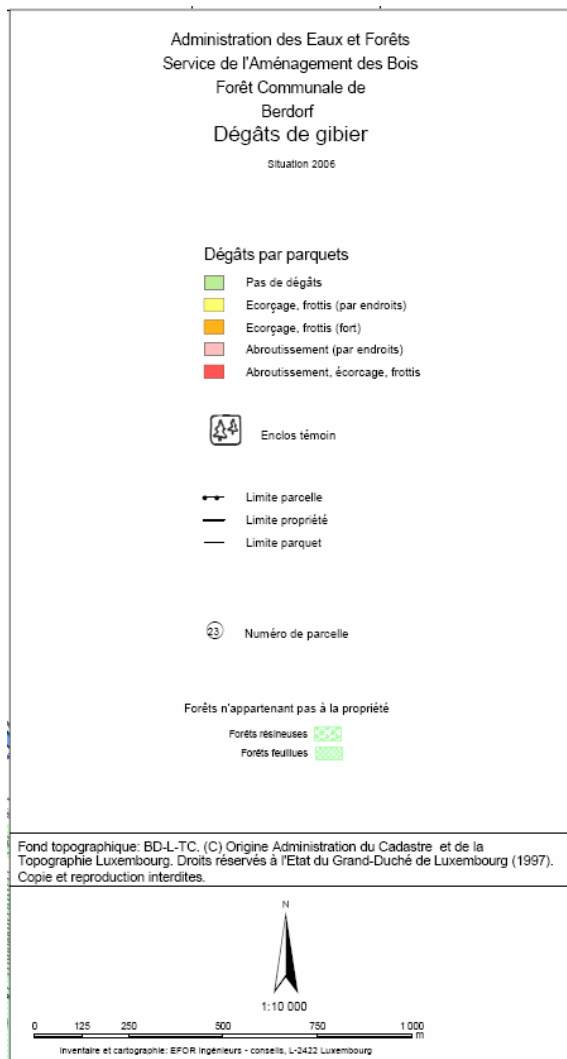 Administration des Eaux et Forêts
Service de l'Aménagement des Bois
Forêt Communale de
Berdorf
Dégâts de gibier
Situation 2006
Dégâts par parquets
Pas de dégâts
Ecorçage, frottis (par endroits)
Ecorçage, frottis (fort)
Abroutissement (par endroits)
Abroutissement, écorcage, frottis
Enclos témoin
Limite parcelle
Limite propriété
Limite parquet
23 Numéro de parcelle
Forêts n'appartenant pas à la propriété
Forêts résineuses
Forêts feuillues
Fond topographique: BD-L-TC. (C) Origine Administration du Cadastre et de la
Topographie Luxembourg. Droits réservés à l'Etat du Grand-Duché de Luxembourg (1997).
Copie et reproduction interdites.
N
1:10 000
0 125 250 500 750 1 000
m
Inventaire et cartographie: EFOR ingénieurs - conseils, L-2422 Luxembourg